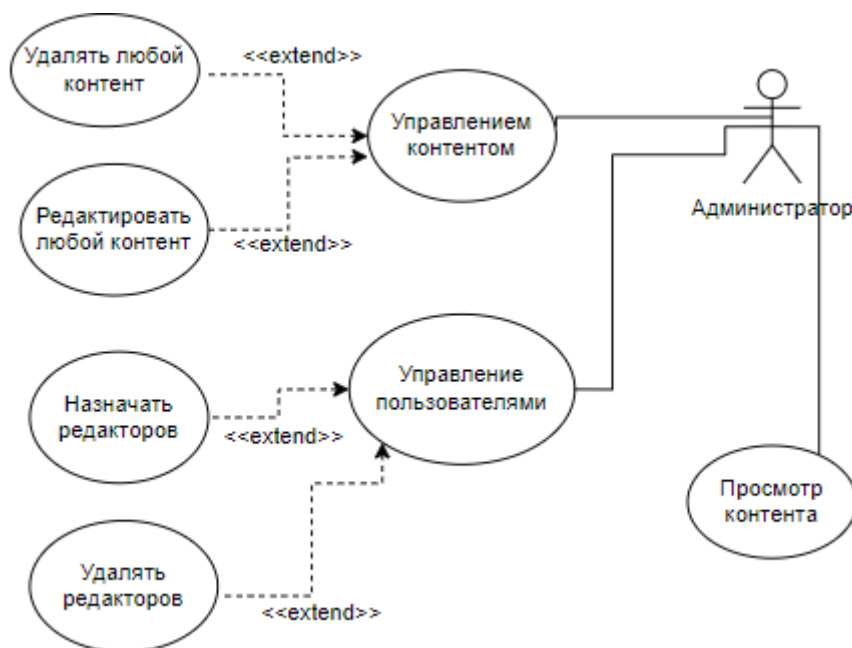 Удалять любой
контент
<<extend>>
Управлением
контентом
Администратор
Редактировать
любой контент
<<extend>>
Назначать
редакторов
<<extend>>
Управление
пользователями
Просмотр
контента
Удалять
редакторов
<<extend>>